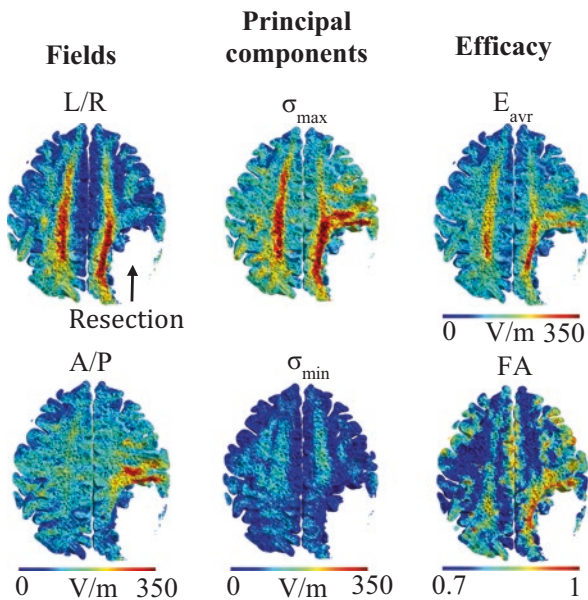 Fields
Principal
components
Efficacy
L/R
σmax
Eavr
Resection
0 V/m 350
A/P
σmin
FA
0 V/m 350
0 V/m 350
0.7 1